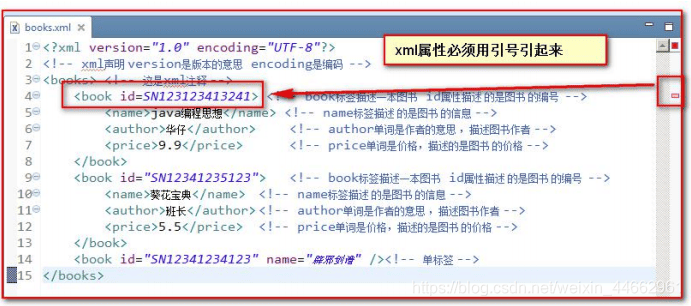 books.xml
xml属性必须用引号引起来
1 <?xml version="1.0" encoding="UTF-8"?>
2 <!-- xml声明 version是版本的意思 encoding是编码 -->
3 <books> <!-- 这是xml注释 -->
4 <book id=SN123123413241> <!-- book标签描述一本图书 id属性描述 的是图书 的编号 -->
5 <name>java编程思想</name> <!-- name标签描述 的是图书 的信息 -->
6 <author>华仔</author> <!-- author单词是作者的意思 ，描述图书作者 -->
7 <price>9.9</price> <!-- price单词是价格，描述的是图书 的价格 -->
8 </book>
9 <book id="SN12341235123"> <!-- book标签描述一本图书 id属性描述 的是图书 的编号 -->
10 <name>葵花宝典</name> <!-- name标签描述 的是图书 的信息 -->
11 <author>班长</author> <!-- author单词是作者的意思 ，描述图书作者 -->
12 <price>5.5</price> <!-- price单词是价格，描述的是图书 的价格 -->
13 </book>
14 <book id="SN12341234123" name="辟邪剑谱" /><!-- 单标签 -->
15 </books>